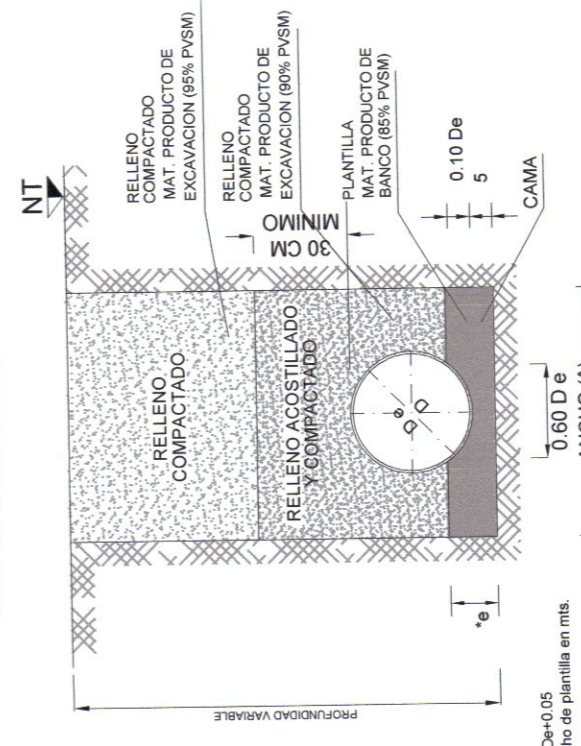 NT
RELLENO
COMPACTADO
MAT. PRODUCTO DE
EXCAVACION (95% PVSM)
RELLENO
COMPACTADO
MAT. PRODUCTO DE
EXCAVACION (90% PVSM)
PLANTILLA
MAT. PRODUCTO DE
BANCO (85% PVSM)
0.10 De
5
CAMA
30 CM
MINIMO
RELLENO
COMPACTADO
RELLENO ACOSTILLADO
Y COMPACTADO
0.60 D e
*e
PROFUNDIDAD VARIABLE
De+0.05
ho de plantilla en mts.